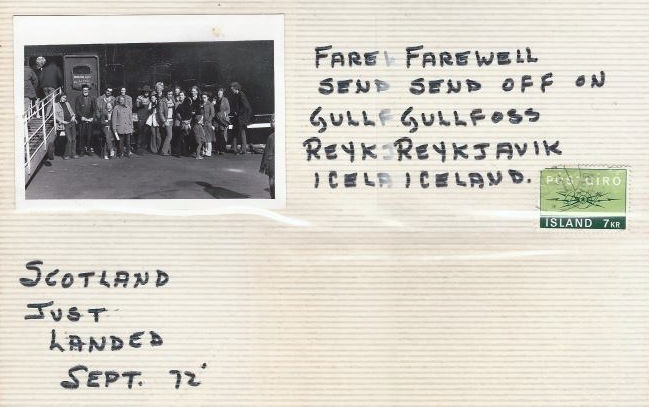 FAREL FAREWELL
SEND SEND OFF ON
GULLF GULLFOSS
REYKJ REYKJAVIK
ICELA ICELAND.
POSTGIRO
ISLAND 7KR
SCOTLAND
JUST
LANDED
SEPT. 72'